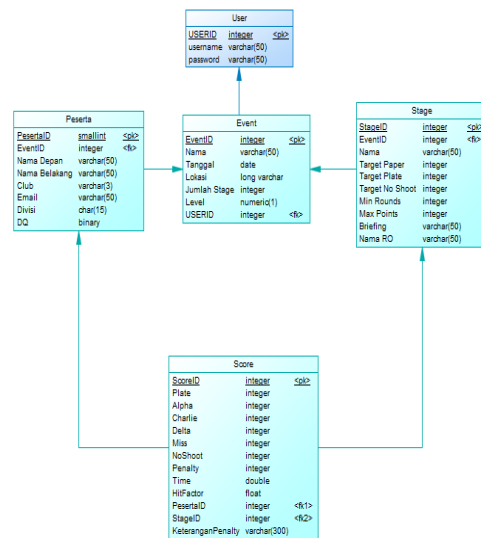 User
USERID integer <pk>
username varchar(50)
password varchar(50)
Peserta
PesertaID smallint <pk>
EventID integer <fk>
Nama Depan varchar(50)
Nama Belakang varchar(50)
Club varchar(3)
Email varchar(50)
Divisi char(15)
DQ binary
Event
EventID integer <pk>
Nama varchar(50)
Tanggal date
Lokasi long varchar
Jumlah Stage integer
Level numeric(1)
USERID integer <fk>
Stage
StageID integer <pk>
EventID integer <fk>
Nama varchar(50)
Target Paper integer
Target Plate integer
Target No Shoot integer
Min Rounds integer
Max Points integer
Briefing varchar(50)
Nama RO varchar(50)
Score
ScoreID integer <pk>
Plate integer
Alpha integer
Charlie integer
Delta integer
Miss integer
NoShoot integer
Penalty integer
Time double
HitFactor float
PesertaID integer <fk1>
StageID integer <fk2>
KeteranganPenalty varchar(300)